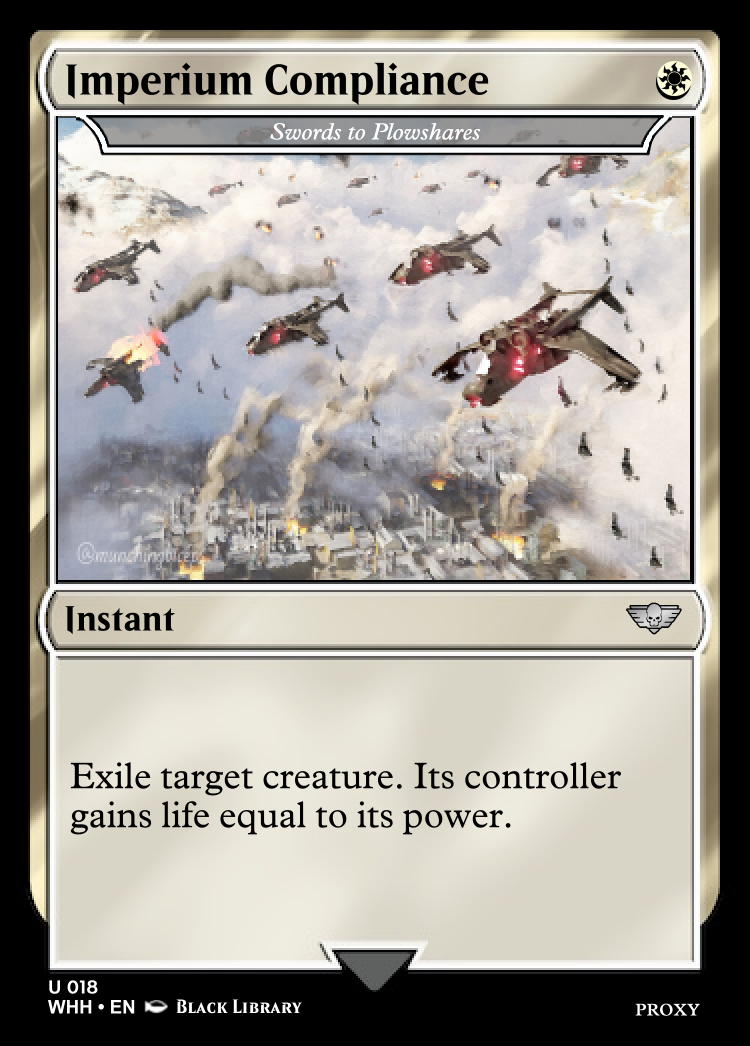 Imperium Compliance
Swords to Plowshares
Instant
Exile target creature. Its controller
gains life equal to its power.
U 018
WHH • EN BLACK LIBRARY
PROXY